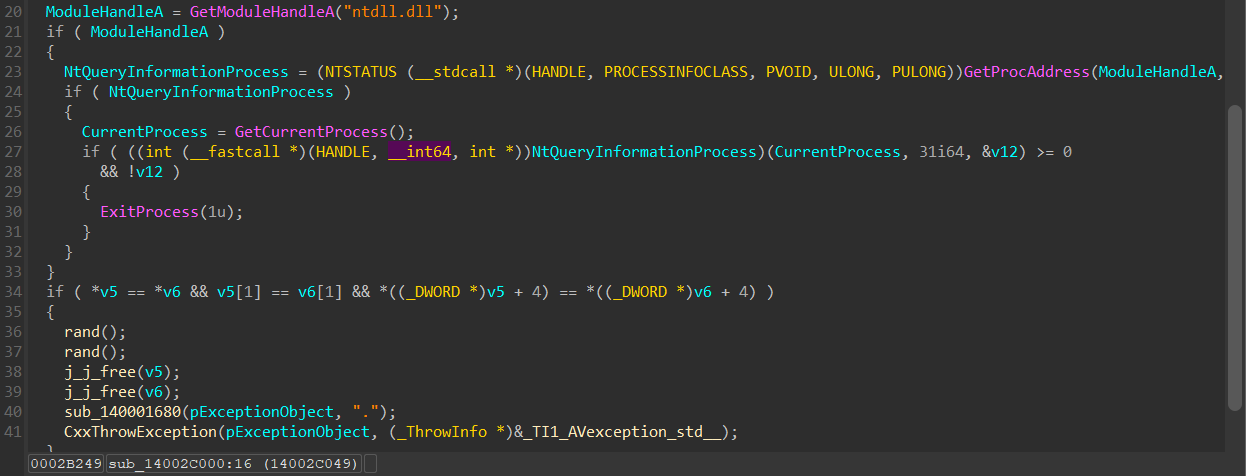 20 ModuleHandleA = GetModuleHandleA("ntdll.dll");
21 if ( ModuleHandleA )
22 {
23 NtQueryInformationProcess = (NTSTATUS (__stdcall *)(HANDLE, PROCESSINFOCLASS, PVOID, ULONG, PULONG))GetProcAddress(ModuleHandleA,
24 if ( NtQueryInformationProcess )
25 {
26 CurrentProcess = GetCurrentProcess();
27 if ( ((int (__fastcall *)(HANDLE, __int64, int *))NtQueryInformationProcess)(CurrentProcess, 31i64, &v12) >= 0
28 && !v12 )
29 {
30 ExitProcess(1u);
31 }
32 }
33 }
34 if ( *v5 == *v6 && v5[1] == v6[1] && *((_DWORD *)v5 + 4) == *((_DWORD *)v6 + 4) )
35 {
36 rand();
37 rand();
38 j_j_free(v5);
39 j_j_free(v6);
40 sub_140001680(pExceptionObject, ".");
41 CxxThrowException(pExceptionObject, (_ThrowInfo *)&_TI1_AVexception_std__);
0002B249 sub_14002C000:16 (14002C049)